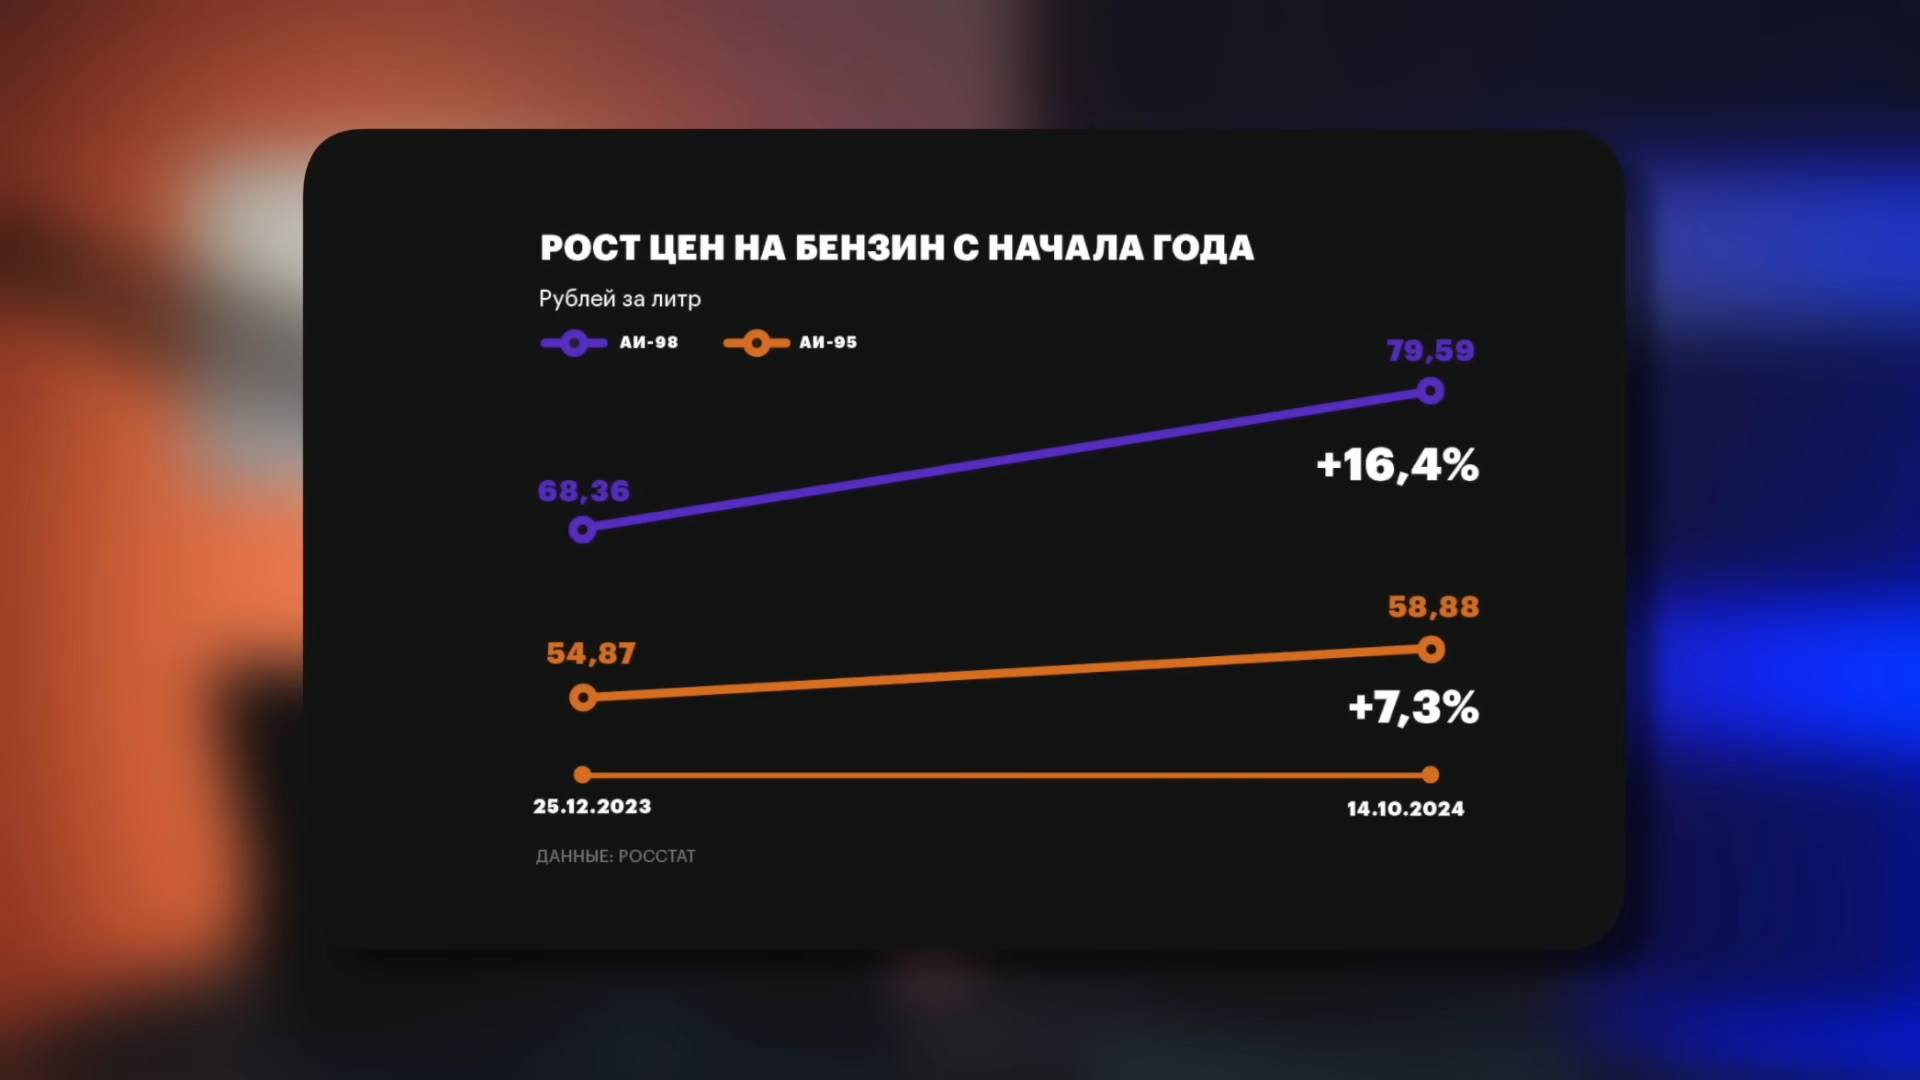 РОСТ ЦЕН НА БЕНЗИН С НАЧАЛА ГОДА
Рублей за литр
АИ-98 АИ-95
79,59
+16,4%
68,36
58,88
54,87
+7,3%
25.12.2023 14.10.2024
ДАННЫЕ: РОССТАТ